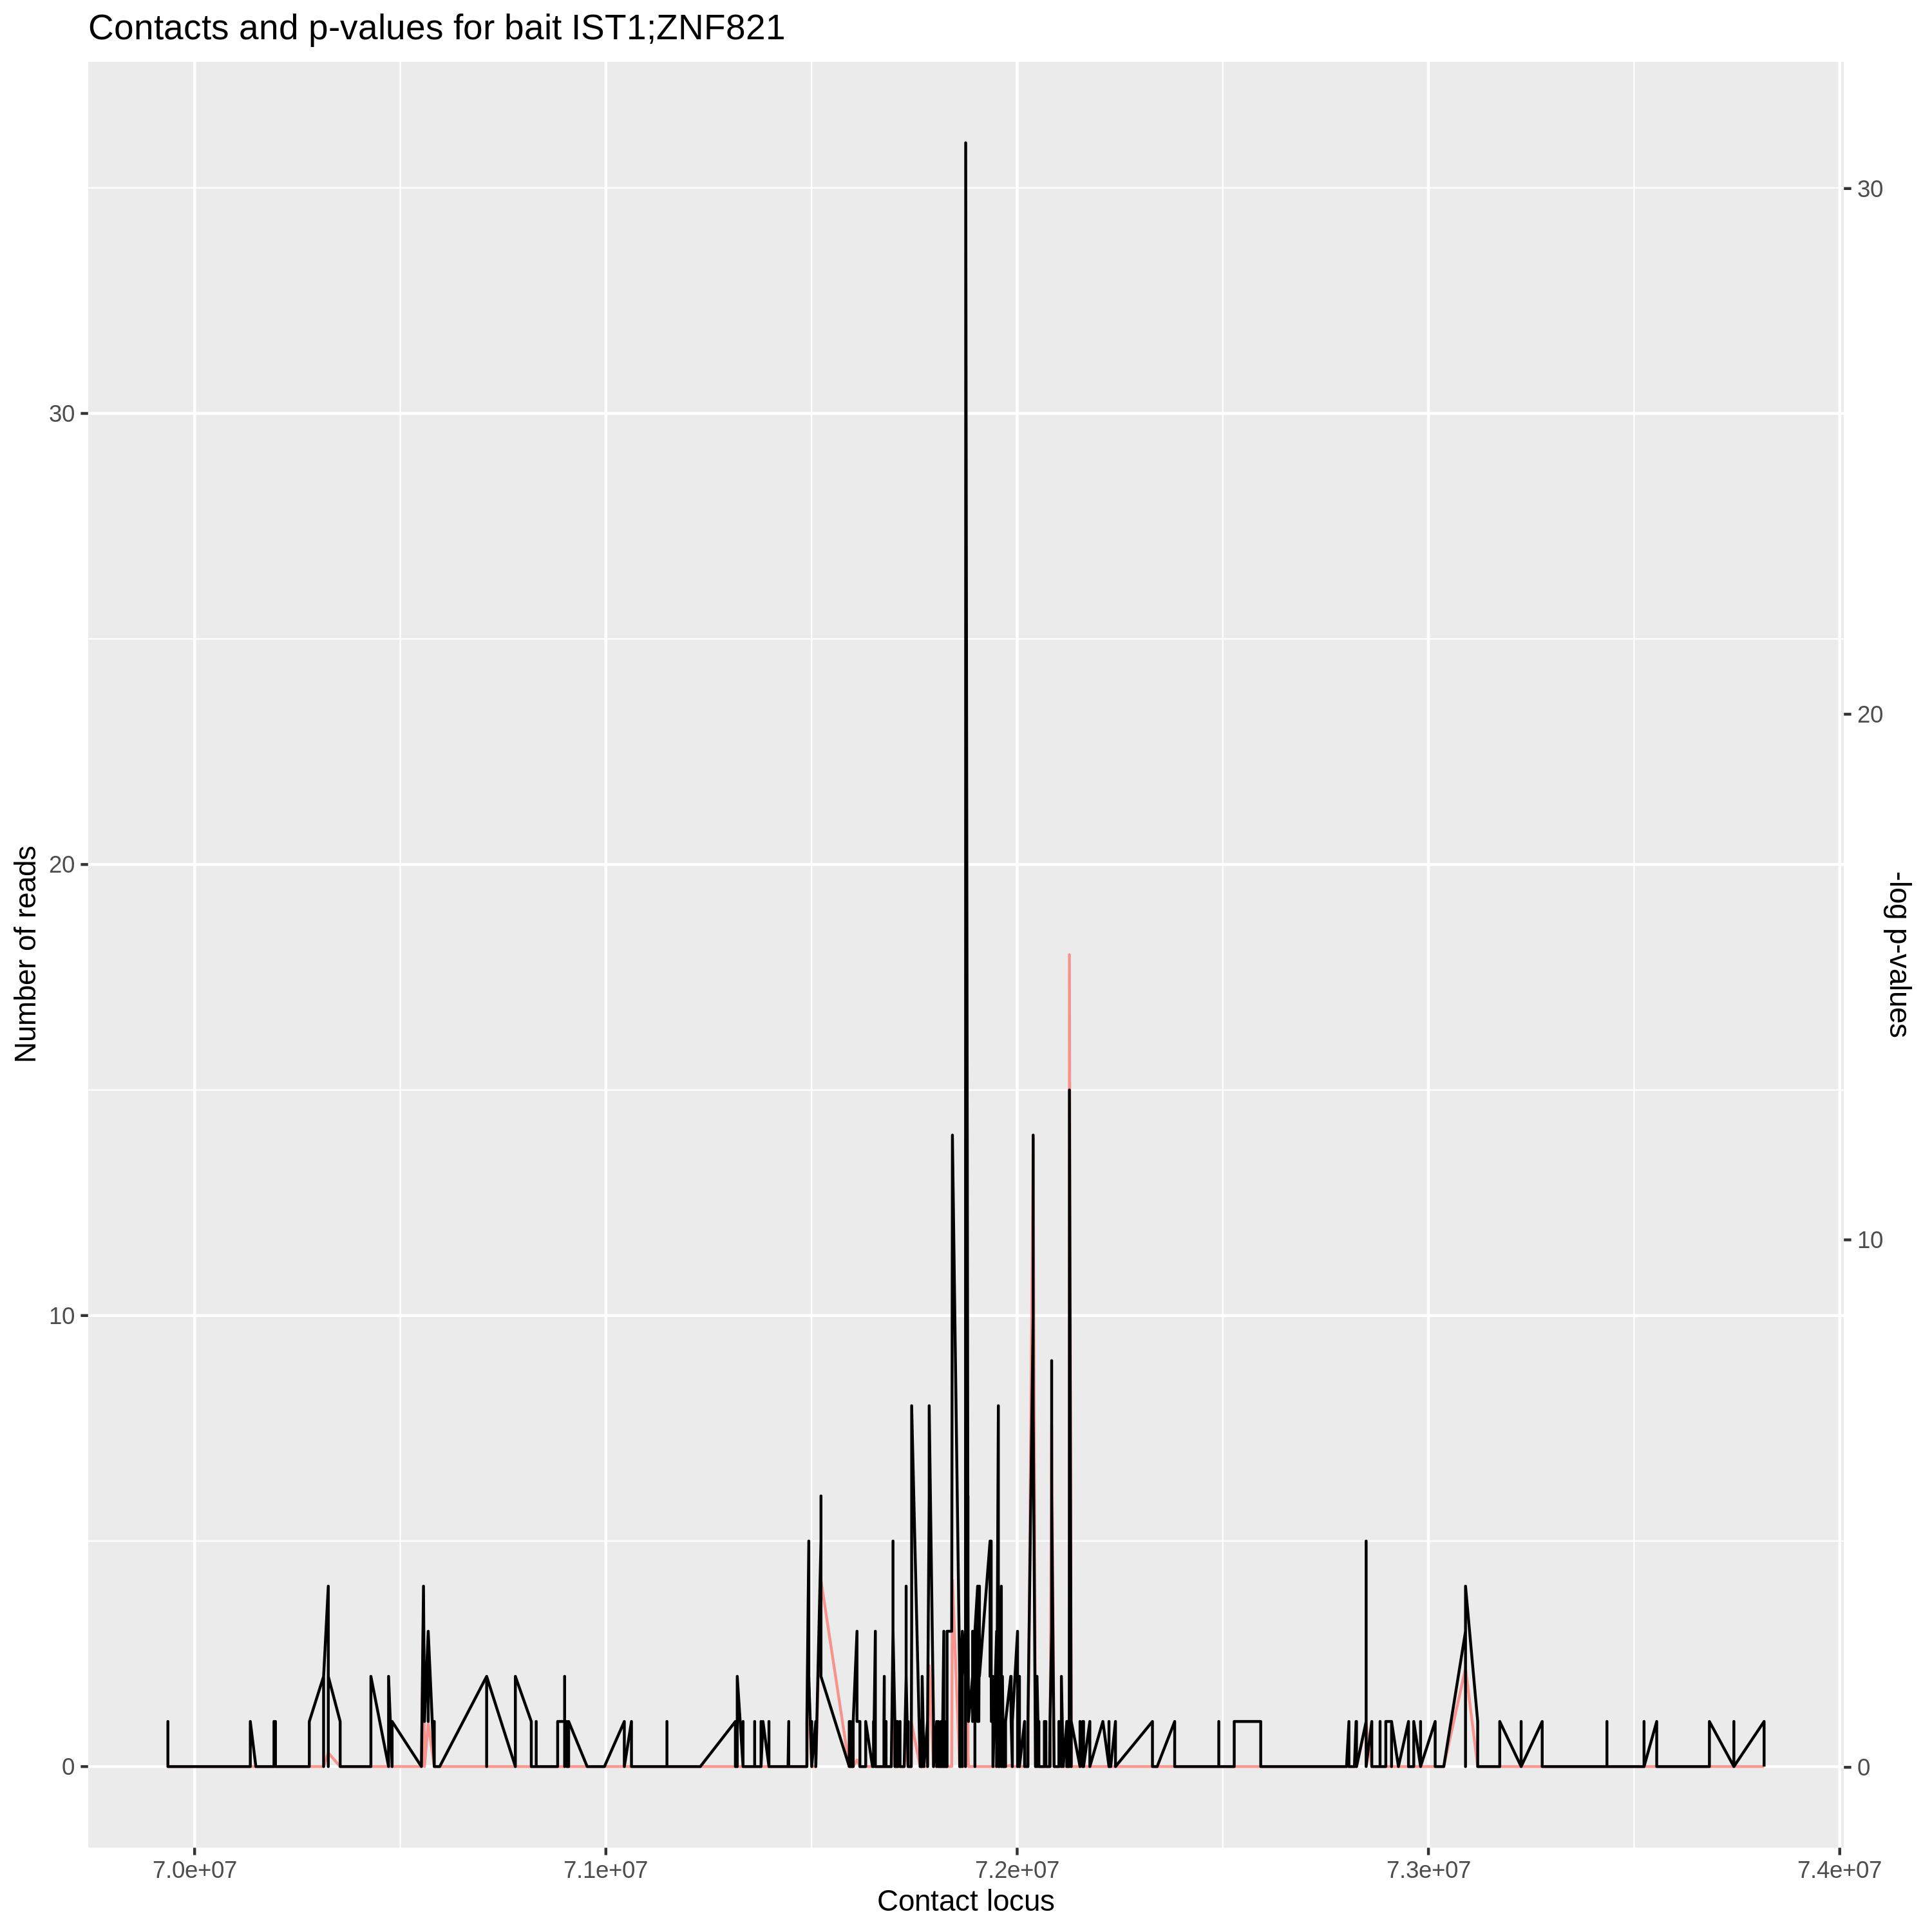 Contacts and p-values for bait IST1;ZNF821
30
20
10
0
Number of reads
30
20
10
0
-log p-values
7.0e+07
7.1e+07
7.2e+07
7.3e+07
7.4e+07
Contact locus